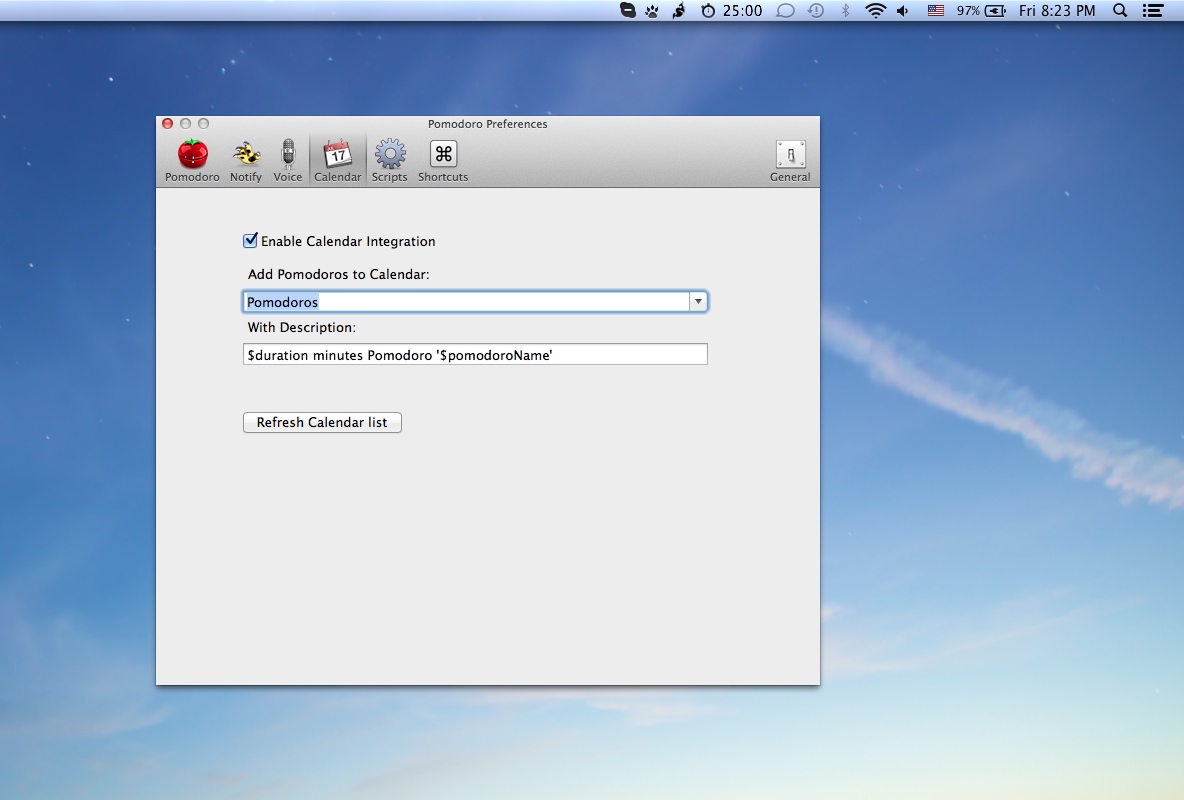 25:00 97% Fri 8:23 PM
Pomodoro Preferences
17
Pomodoro Notify Voice Calendar Scripts Shortcuts General
Enable Calendar Integration
Add Pomodoros to Calendar:
Pomodoros
With Description:
$duration minutes Pomodoro '$pomodoroName'
Refresh Calendar list